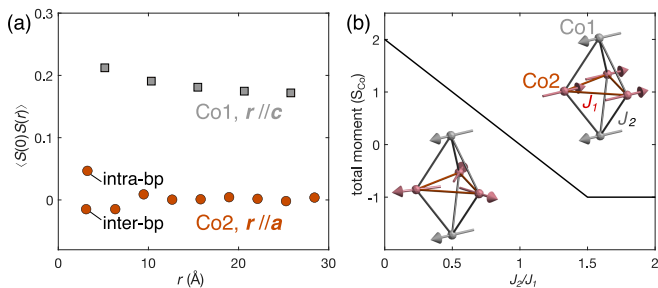 (a)
⟨S(0)S(r)⟩
0.3
0.2
0.1
0
Co1, r // c
intra-bp
inter-bp
Co2, r // a
0
5
10
15
20
25
30
r (Å)
(b)
total moment (S_Co)
2
1
0
-1
-2
Co1
Co2
J_1
J_2
0
0.5
1
1.5
2
J_2/J_1